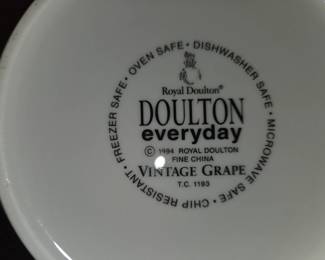 FREEZER SAFE • OVEN SAFE • DISHWASHER SAFE • MICROWAVE SAFE • CHIP RESISTANT •
Royal Doulton®
DOULTON
everyday
© 1994 ROYAL DOULTON
FINE CHINA
VINTAGE GRAPE
T.C. 1193